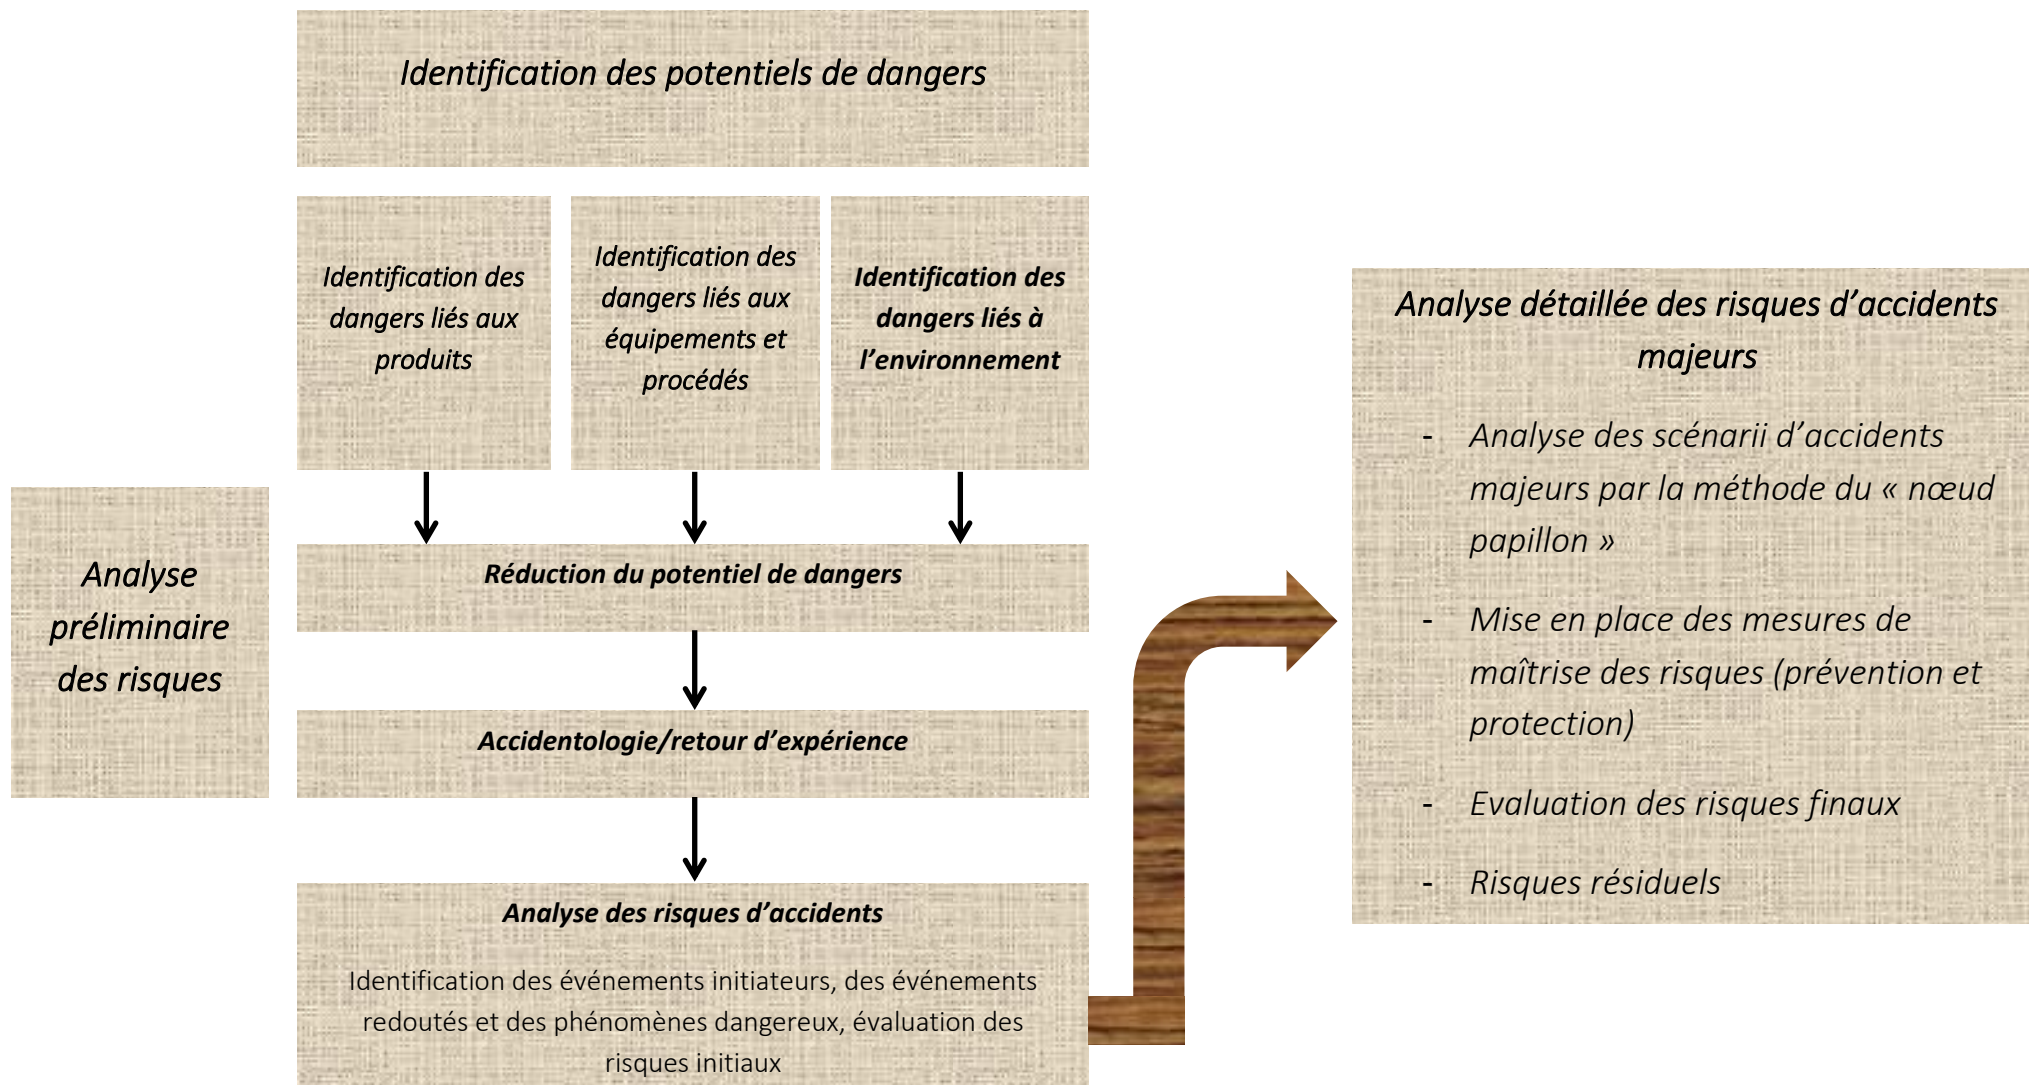 Identification des potentiels de dangers
Identification des
dangers liés aux
produits
Identification des
dangers liés aux
équipements et
procédés
Identification des
dangers liés à
l’environnement
Analyse
préliminaire
des risques
Réduction du potentiel de dangers
Accidentologie/retour d’expérience
Analyse des risques d’accidents
Identification des événements initiateurs, des événements
redoutés et des phénomènes dangereux, évaluation des
risques initiaux
Analyse détaillée des risques d’accidents
majeurs
- Analyse des scénarii d’accidents
majeurs par la méthode du « nœud
papillon »
- Mise en place des mesures de
maîtrise des risques (prévention et
protection)
- Evaluation des risques finaux
- Risques résiduels